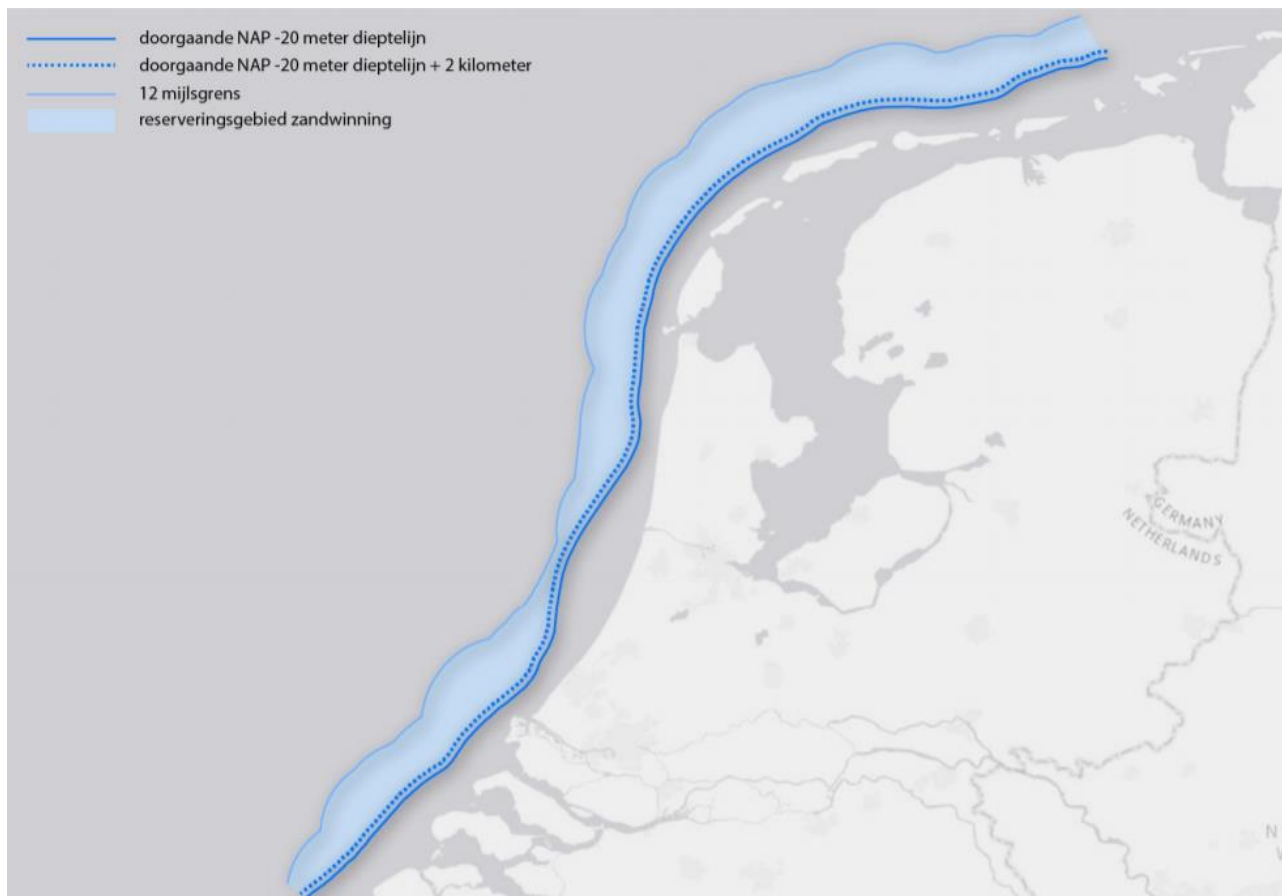 doorgaande NAP -20 meter dieptelijn
doorgaande NAP -20 meter dieptelijn + 2 kilometer
12 mijlsgrens
reserveringsgebied zandwinning
GERMANY
NETHERLANDS
N